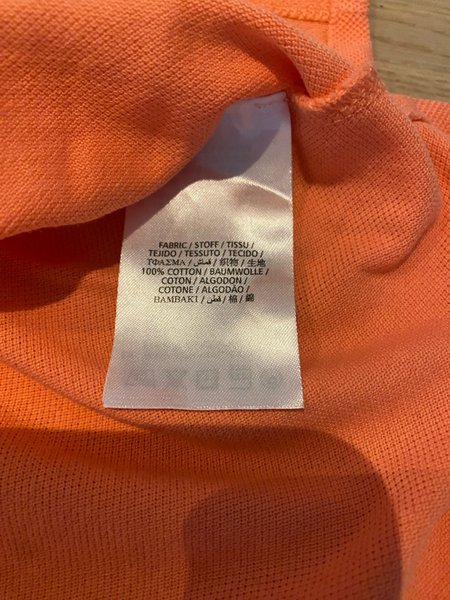 FABRIC / STOFF / TISSU /
TEJIDO / TESSUTO / TECIDO /
ΥΦΑΣΜΑ / قماش / 织物 / 生地
100% COTTON / BAUMWOLLE /
COTON / ALGODON /
COTONE / ALGODÃO /
BAMBAKI / قطن / 棉 / 綿